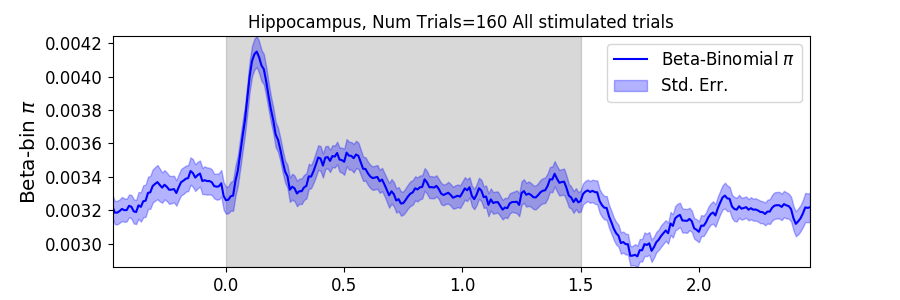 Hippocampus, Num Trials=160 All stimulated trials
Beta-bin π
0.0042
0.0040
0.0038
0.0036
0.0034
0.0032
0.0030
Beta-Binomial π
Std. Err.
0.0 0.5 1.0 1.5 2.0